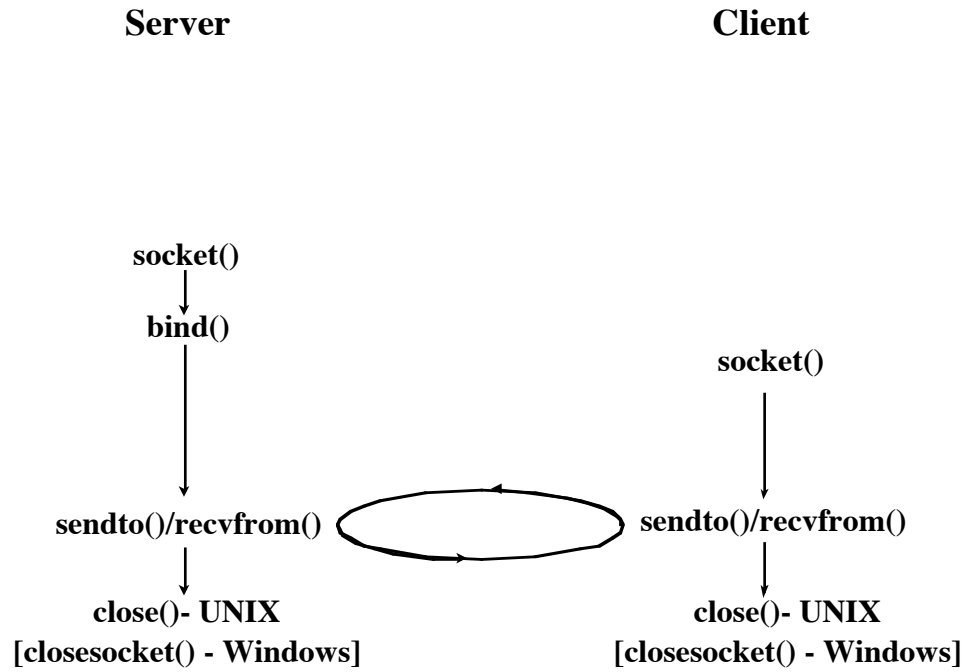 Server
Client
socket()
bind()
socket()
sendto()/recvfrom()
sendto()/recvfrom()
close()- UNIX
[closesocket() - Windows]
close()- UNIX
[closesocket() - Windows]